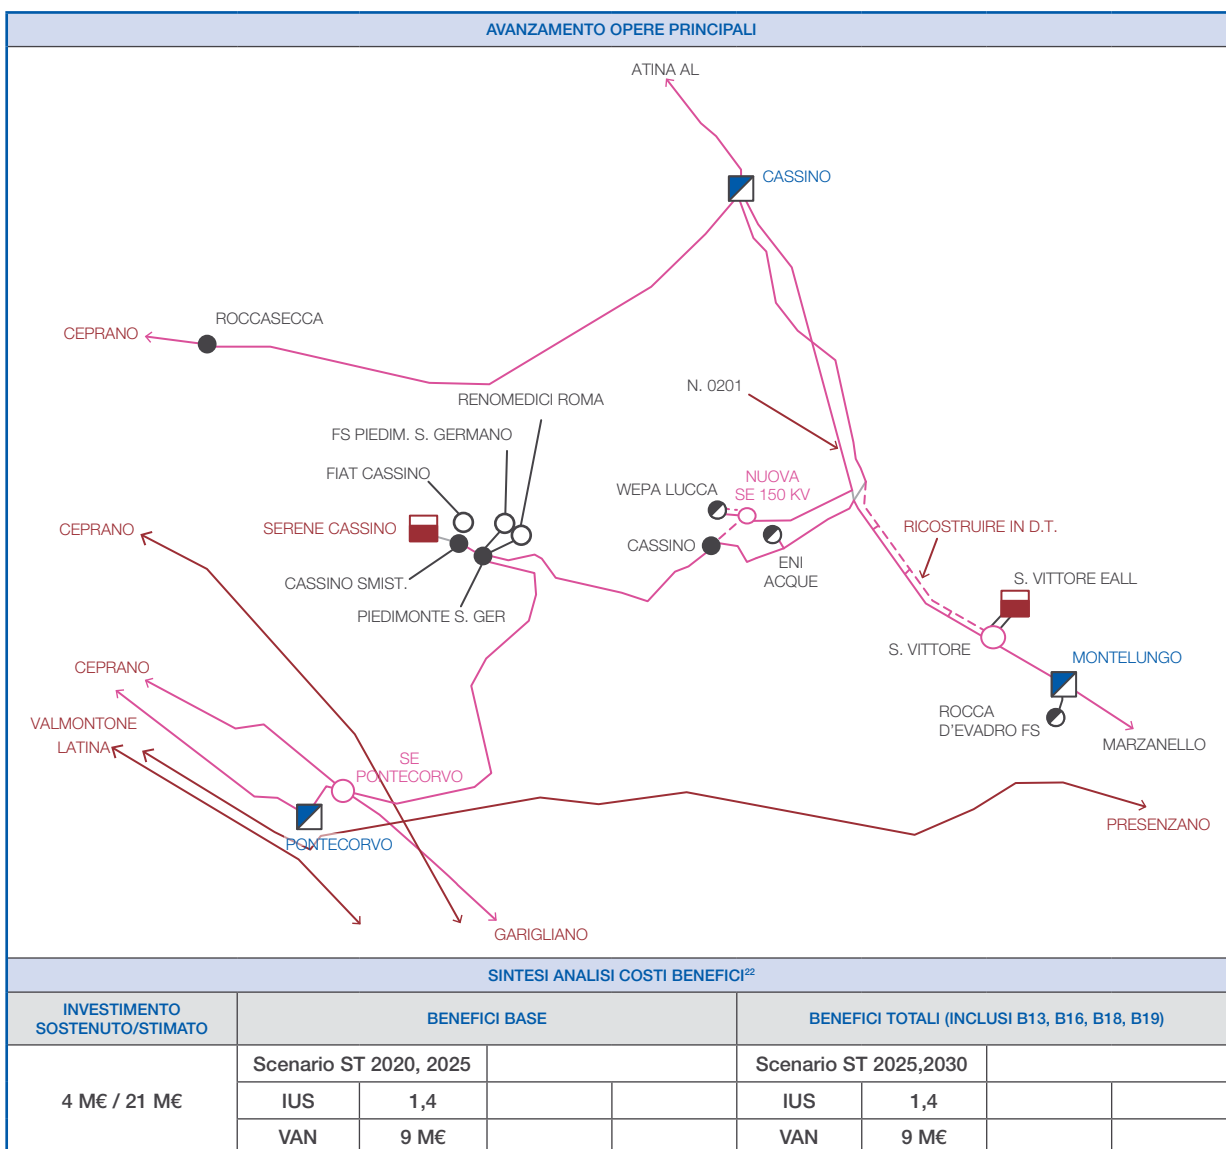 AVANZAMENTO OPERE PRINCIPALI
ATINA AL
CASSINO
ROCCASECCA
CEPRANO
RENOMEDICI ROMA
N. 0201
FS PIEDIM. S. GERMANO
FIAT CASSINO
NUOVA
SE 150 KV
WEPA LUCCA
SERENE CASSINO
CEPRANO
RICOSTRUIRE IN D.T.
CASSINO
ENI
ACQUE
CASSINO SMIST.
S. VITTORE EALL
PIEDIMONTE S. GER
S. VITTORE
MONTELUNGO
CEPRANO
ROCCA
D'EVADRO FS
VALMONTONE
LATINA
MARZANELLO
SE
PONTECORVO
PRESENZANO
PONTECORVO
GARIGLIANO
SINTESI ANALISI COSTI BENEFICI22
INVESTIMENTO
SOSTENUTO/STIMATO
BENEFICI BASE
BENEFICI TOTALI (INCLUSI B13, B16, B18, B19)
Scenario ST 2020, 2025
Scenario ST 2025,2030
4 M€ / 21 M€
IUS
1,4
IUS
1,4
VAN
9 M€
VAN
9 M€